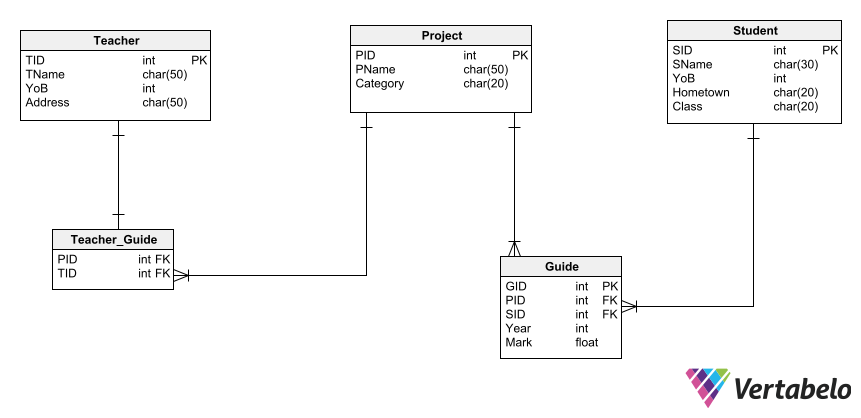 Teacher
TID int PK
TName char(50)
YoB int
Address char(50)
Project
PID int PK
PName char(50)
Category char(20)
Student
SID int PK
SName char(30)
YoB int
Hometown char(20)
Class char(20)
Teacher_Guide
PID int FK
TID int FK
Guide
GID int PK
PID int FK
SID int FK
Year int
Mark float
Vertabelo